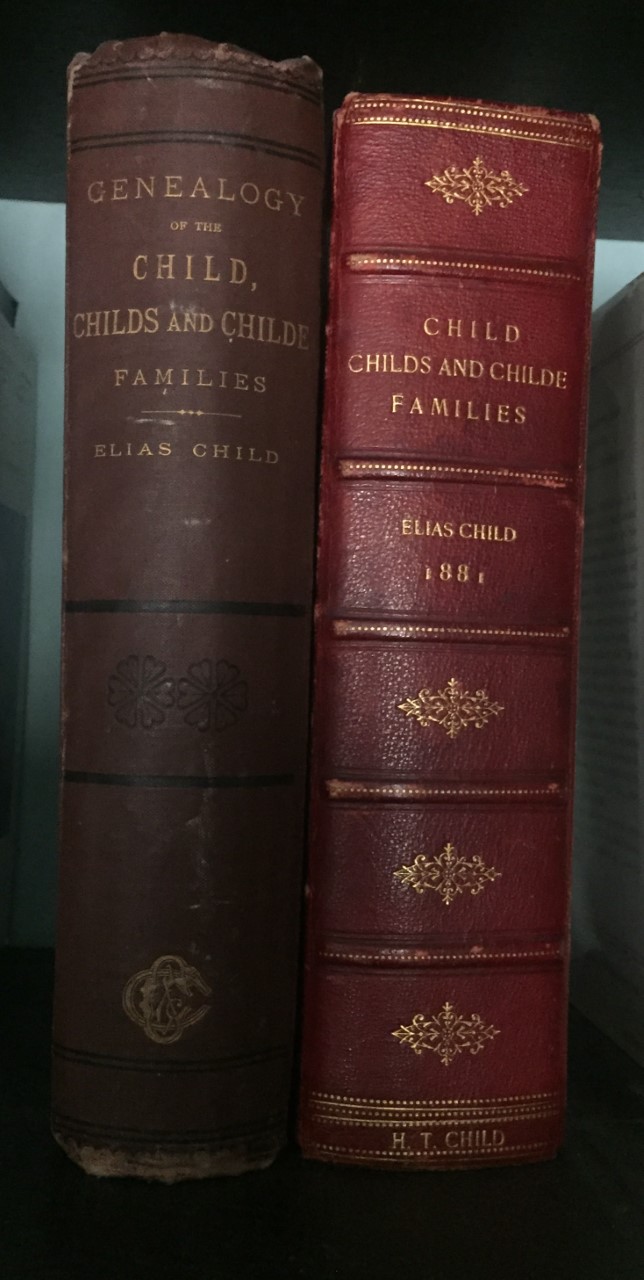 GENEALOGY
OF THE
CHILD,
CHILDS AND CHILDE
FAMILIES
ELIAS CHILD
CHILD
CHILDS AND CHILDE
FAMILIES
ELIAS CHILD
1881
H. T. CHILD